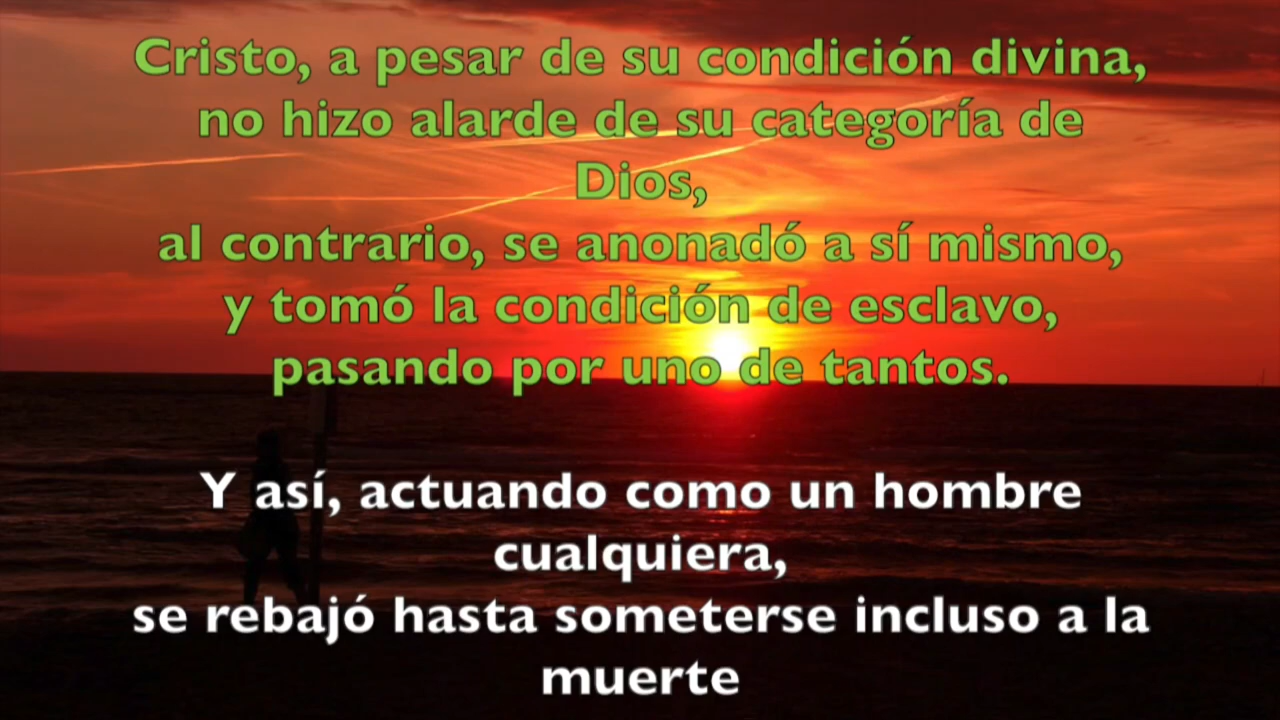 Cristo, a pesar de su condición divina,
no hizo alarde de su categoría de
Dios,
al contrario, se anonadó a sí mismo,
y tomó la condición de esclavo,
pasando por uno de tantos.
Y así, actuando como un hombre
cualquiera,
se rebajó hasta someterse incluso a la
muerte